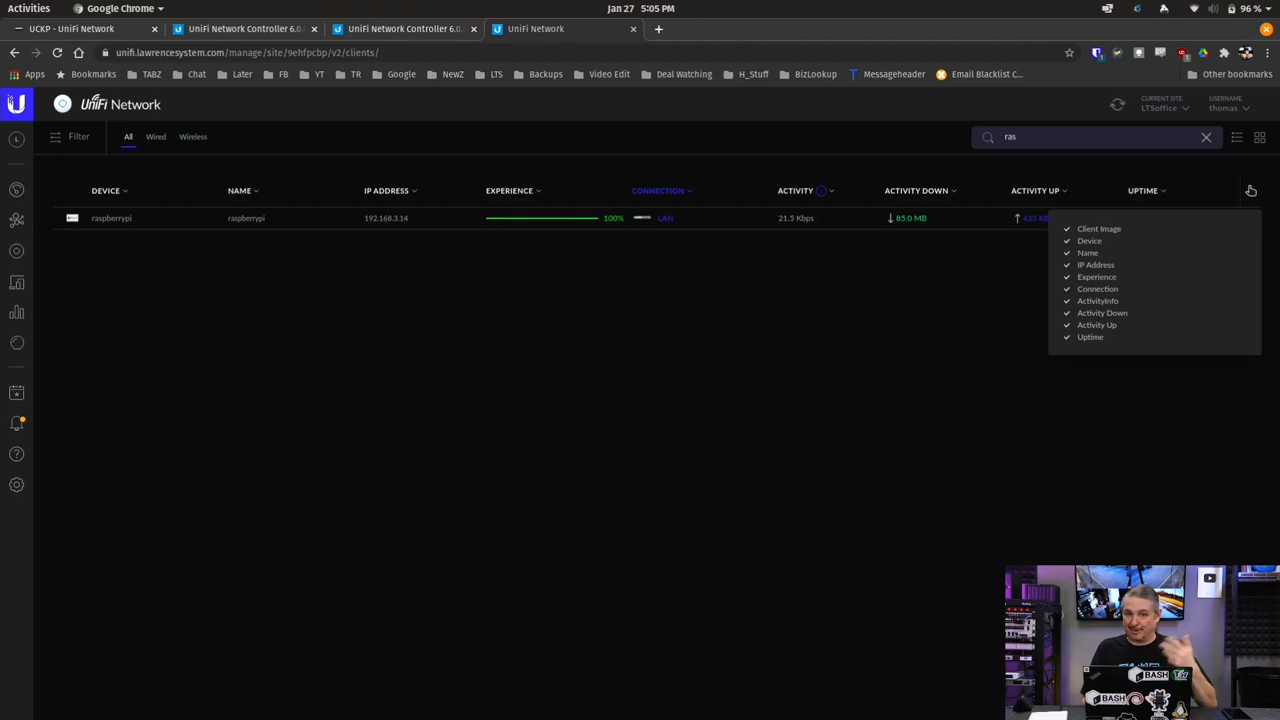 Activities
Google Chrome
Jan 27 5:05 PM
96 %
UCKP - UniFi Network
UniFi Network Controller 6.0.
UniFi Network Controller 6.0.
UniFi Network
unifi.lawrencesystem.com/manage/site/9ehfpcbp/v2/clients/
Apps
Bookmarks
TABZ
Chat
Later
FB
YT
TR
Google
NewZ
LTS
Backups
Video Edit
Deal Watching
H_Stuff
BizLookup
Messageheader
Email Blacklist C...
Other bookmarks
UniFi Network
CURRENT SITE
LTSoffice
USERNAME
thomas
Filter
All
Wired
Wireless
ras
DEVICE
NAME
IP ADDRESS
EXPERIENCE
CONNECTION
ACTIVITY
ACTIVITY DOWN
ACTIVITY UP
UPTIME
raspberrypi
raspberrypi
192.168.3.14
100%
LAN
21.5 Kbps
85.0 MB
433
Client Image
Device
Name
IP Address
Experience
Connection
ActivityInfo
Activity Down
Activity Up
Uptime
BASH
BASH